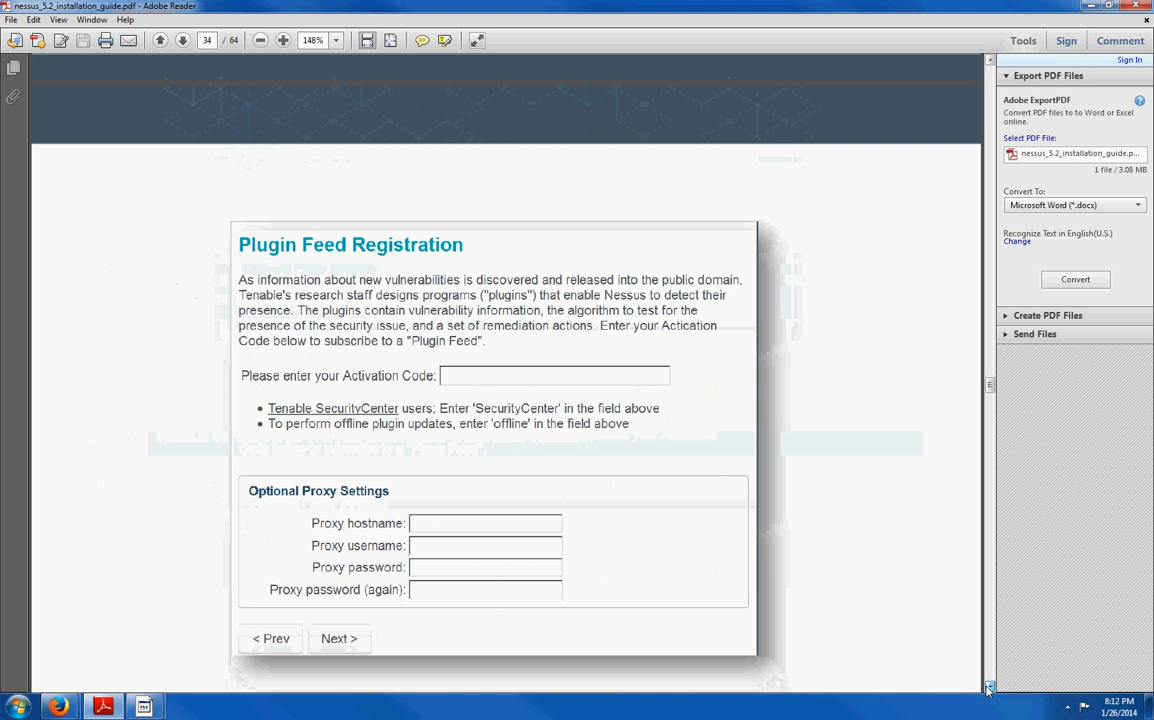 nessus_5.2_installation_guide.pdf - Adobe Reader
File Edit View Window Help
34 / 64 148% Tools Sign Comment
Sign In
Export PDF Files
Adobe ExportPDF
Convert PDF files to to Word or Excel
online.
Select PDF File:
nessus_5.2_installation_guide.p...
1 file / 3.08 MB
Convert To:
Microsoft Word (*.docx)
Recognize Text in English(U.S.)
Change
Convert
Create PDF Files
Send Files
Plugin Feed Registration
As information about new vulnerabilities is discovered and released into the public domain,
Tenable's research staff designs programs ("plugins") that enable Nessus to detect their
presence. The plugins contain vulnerability information, the algorithm to test for the
presence of the security issue, and a set of remediation actions. Enter your Actication
Code below to subscribe to a "Plugin Feed".
Please enter your Activation Code:
• Tenable SecurityCenter users: Enter 'SecurityCenter' in the field above
• To perform offline plugin updates, enter 'offline' in the field above
Optional Proxy Settings
Proxy hostname:
Proxy username:
Proxy password:
Proxy password (again):
< Prev Next >
8:12 PM
1/26/2014